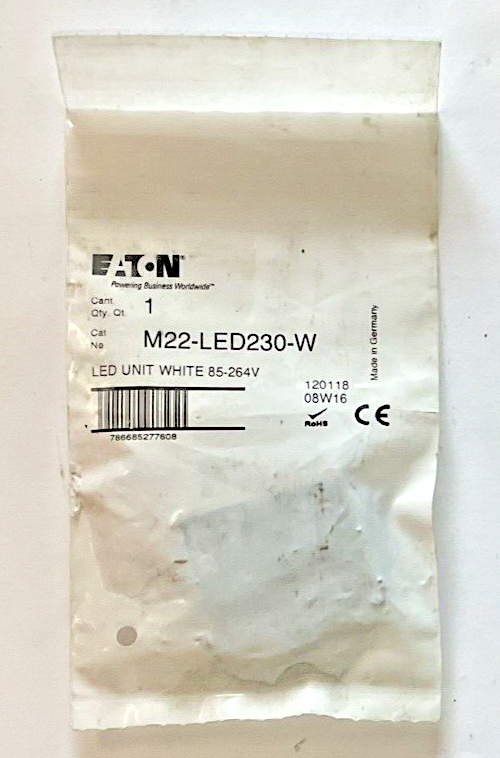 EATON
Powering Business Worldwide™
Cant.
Qty. Qt. 1
Cat
No M22-LED230-W
LED UNIT WHITE 85-264V
Made in Germany
120118
08W16
RoHS CE
786685277608